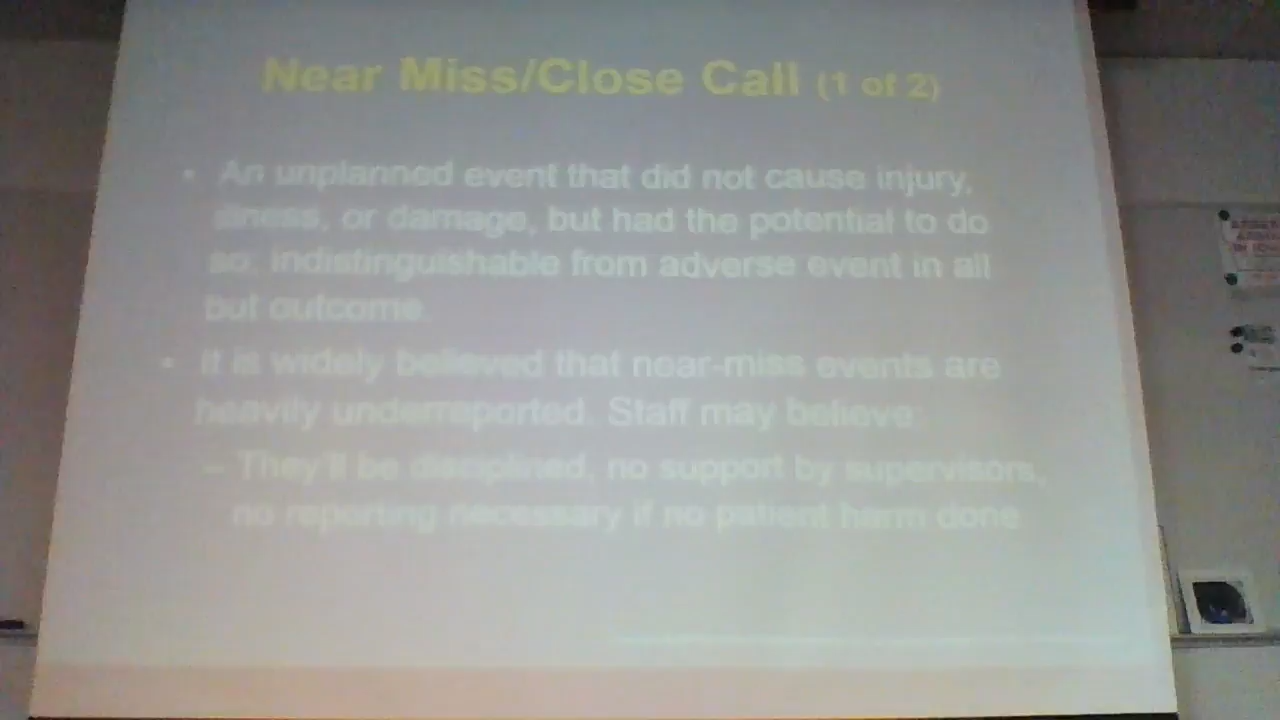 Near Miss/Close Call (1 of 2)
• An unplanned event that did not cause injury,
illness, or damage, but had the potential to do
so; indistinguishable from adverse event in all
but outcome.
• It is widely believed that near-miss events are
heavily underreported. Staff may believe:
– They'll be disciplined, no support by supervisors,
no reporting necessary if no patient harm done